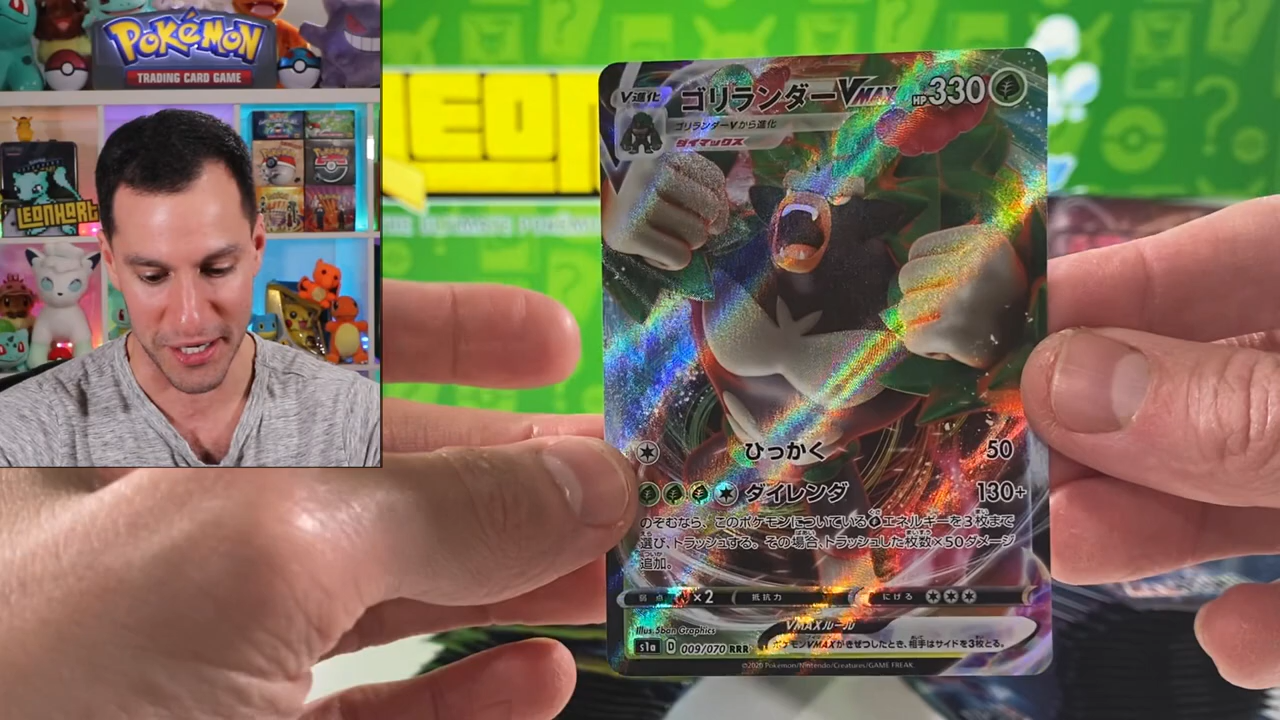 POKéMON
TRADING CARD GAME
LEONHART
LEON
V進化
ゴリランダーVMAX
HP330
ゴリランダーVから進化
ダイマックス
ひっかく 50
ダイレンダ 130+
のぞむなら、このポケモンについているエネルギーを3枚まで
選び、トラッシュする。その場合、トラッシュした枚数×50ダメージ
追加。
弱点 ×2 抵抗力 にげる
Illus. 5ban Graphics
VMAXルール
ポケモンVMAXがきぜつしたとき、相手はサイドを3枚とる。
s1a D 009/070 RRR
©2020 Pokémon/Nintendo/Creatures/GAME FREAK